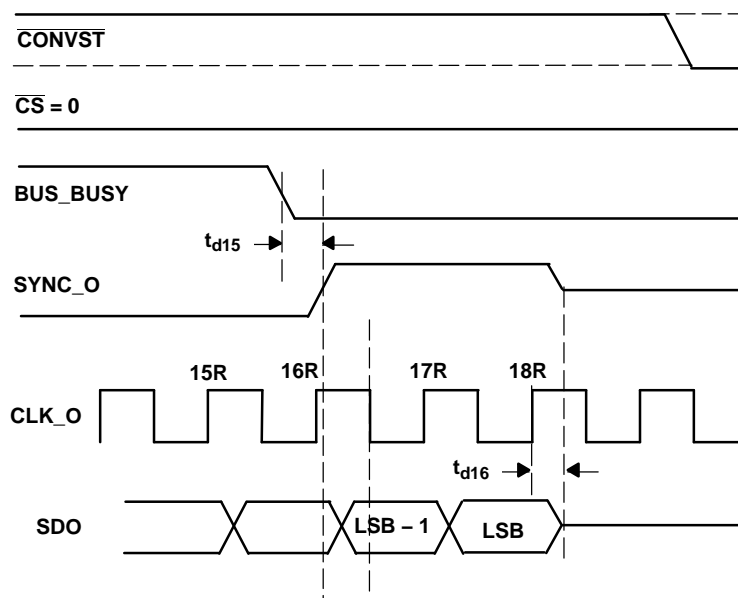 CONVST
CS = 0
BUS_BUSY
td15
SYNC_O
15R 16R 17R 18R
CLK_O
td16
SDO LSB – 1 LSB